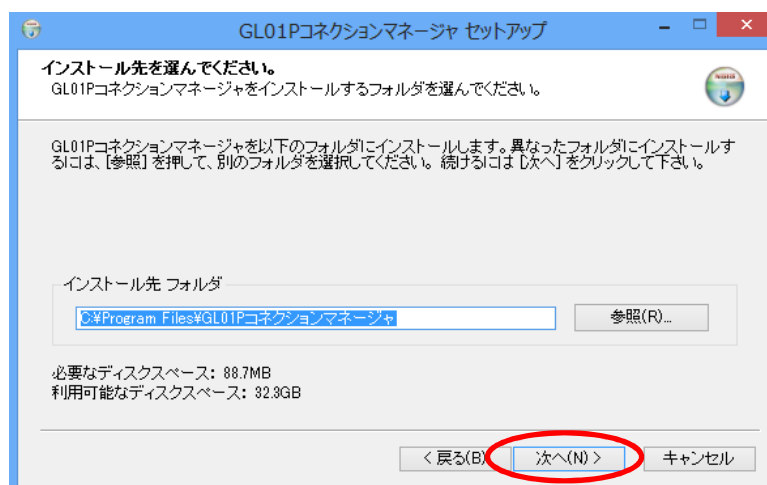 GL01Pコネクションマネージャ セットアップ
インストール先を選んでください。
GL01Pコネクションマネージャをインストールするフォルダを選んでください。
GL01Pコネクションマネージャを以下のフォルダにインストールします。異なったフォルダにインストールす
るには、[参照] を押して、別のフォルダを選択してください。続けるには [次へ] をクリックして下さい。
インストール先 フォルダ
C:¥Program Files¥GL01Pコネクションマネージャ
参照(R)...
必要なディスクスペース: 88.7MB
利用可能なディスクスペース: 32.3GB
< 戻る(B)
次へ(N) >
キャンセル